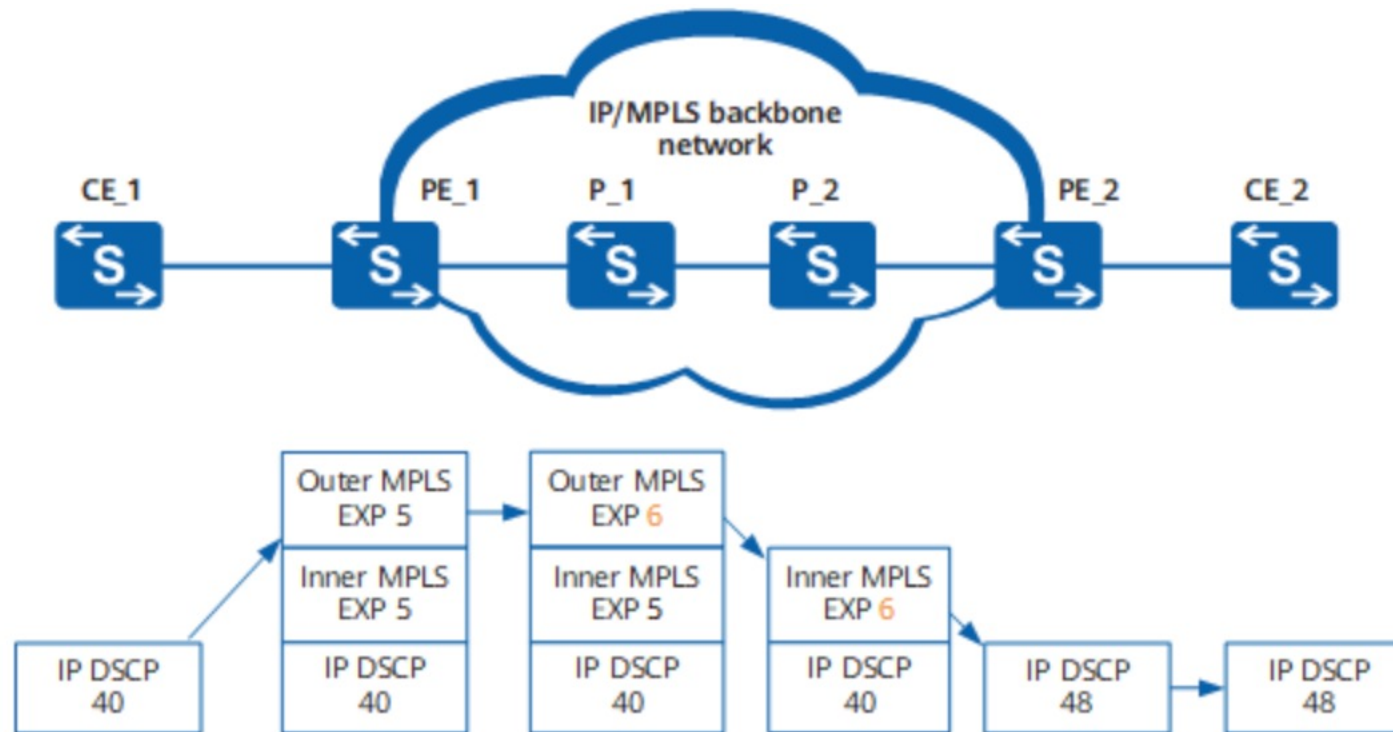 IP/MPLS backbone
network
CE_1
PE_1
P_1
P_2
PE_2
CE_2
S
S
S
S
S
S
Outer MPLS
EXP 5
Outer MPLS
EXP 6
Inner MPLS
EXP 5
Inner MPLS
EXP 5
Inner MPLS
EXP 6
IP DSCP
40
IP DSCP
40
IP DSCP
40
IP DSCP
40
IP DSCP
48
IP DSCP
48